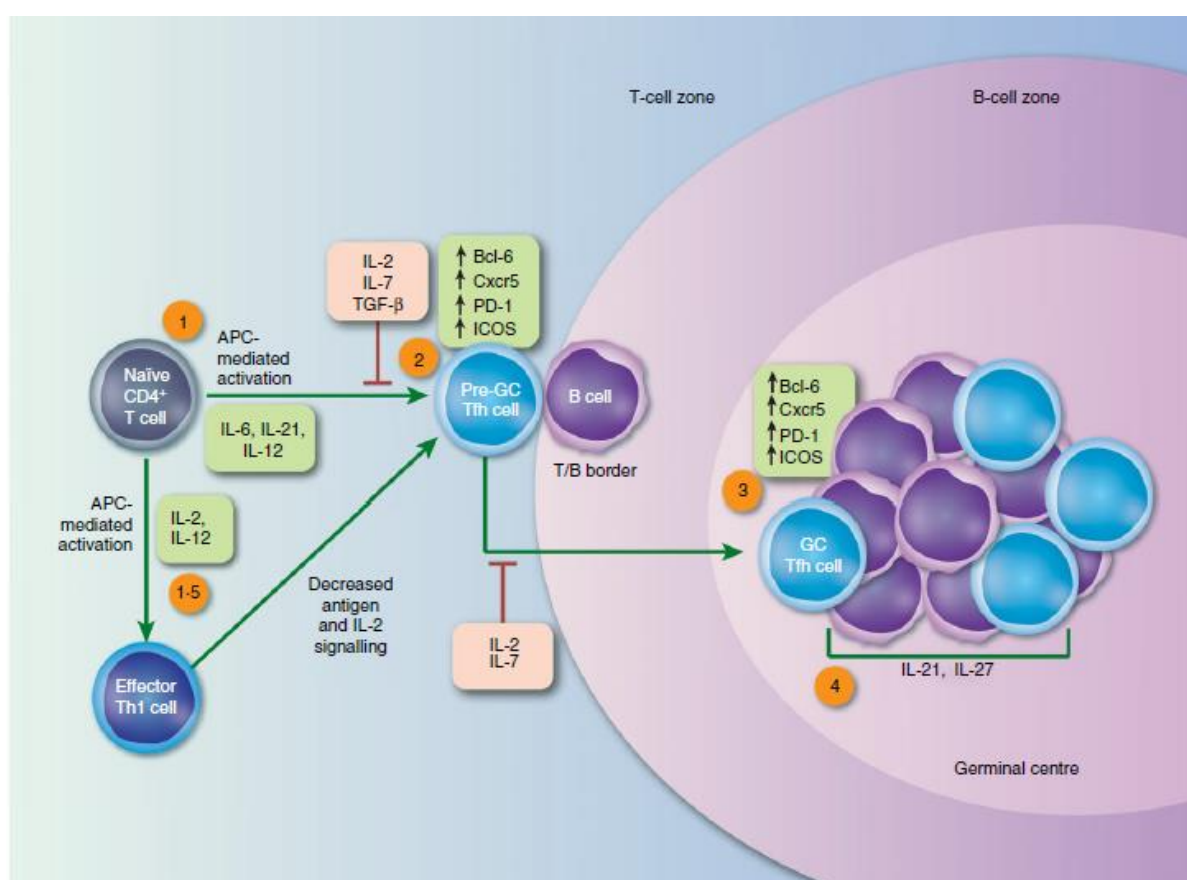 T-cell zone
B-cell zone
IL-2
IL-7
TGF-β
↑ Bcl-6
↑ Cxcr5
↑ PD-1
↑ ICOS
1
APC-
mediated
activation
2
Naïve
CD4+
T cell
Pre-GC
Tfh cell
B cell
IL-6, IL-21,
IL-12
T/B border
↑Bcl-6
↑Cxcr5
↑PD-1
↑ICOS
3
APC-
mediated
activation
IL-2,
IL-12
1·5
GC
Tfh cell
Decreased
antigen
and IL-2
signalling
IL-2
IL-7
Effector
Th1 cell
IL-21, IL-27
4
Germinal centre